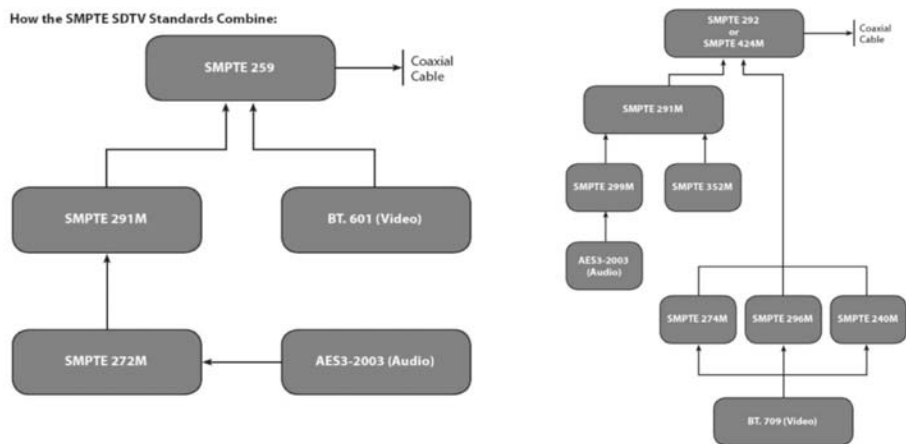 How the SMPTE SDTV Standards Combine:
SMPTE 259
Coaxial
Cable
SMPTE 291M
BT. 601 (Video)
SMPTE 272M
AES3-2003 (Audio)
SMPTE 292
or
SMPTE 424M
Coaxial
Cable
SMPTE 291M
SMPTE 299M
SMPTE 352M
AES3-2003
(Audio)
SMPTE 274M
SMPTE 296M
SMPTE 240M
BT. 709 (Video)